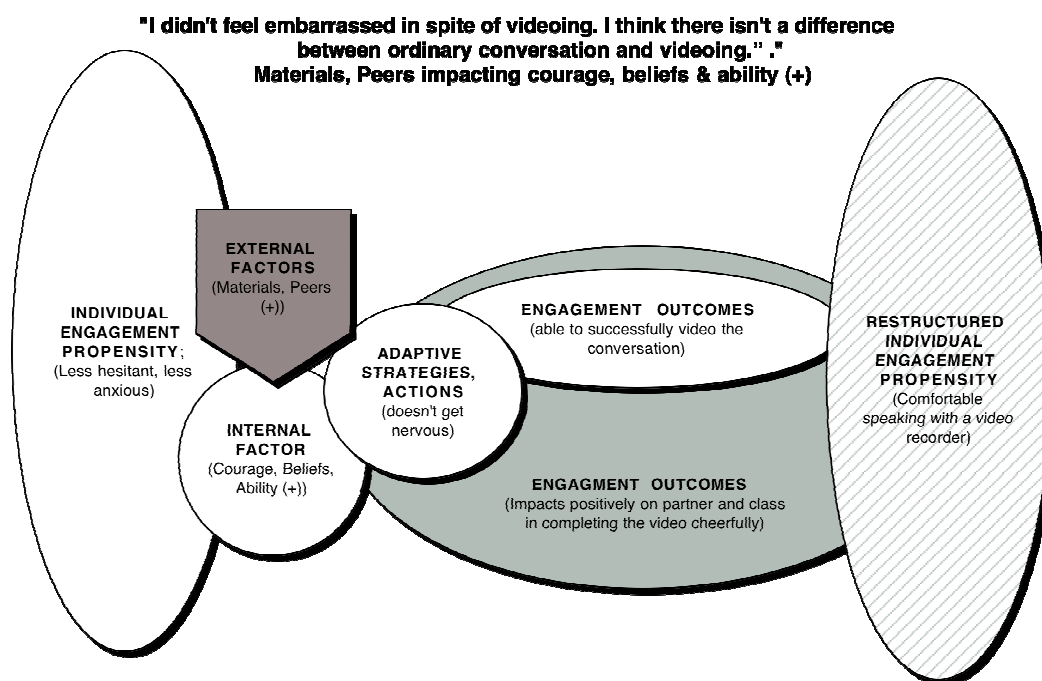 "I didn't feel embarrassed in spite of videoing. I think there isn't a difference
between ordinary conversation and videoing.” ."
Materials, Peers impacting courage, beliefs & ability (+)
EXTERNAL
FACTORS
(Materials, Peers
(+))
INDIVIDUAL
ENGAGEMENT
PROPENSITY;
(Less hesitant, less
anxious)
INTERNAL
FACTOR
(Courage, Beliefs,
Ability (+))
ADAPTIVE
STRATEGIES,
ACTIONS
(doesn't get
nervous)
ENGAGEMENT OUTCOMES
(able to successfully video the
conversation)
ENGAGMENT OUTCOMES
(Impacts positively on partner and class
in completing the video cheerfully)
RESTRUCTURED
INDIVIDUAL
ENGAGEMENT
PROPENSITY
(Comfortable
speaking with a video
recorder)